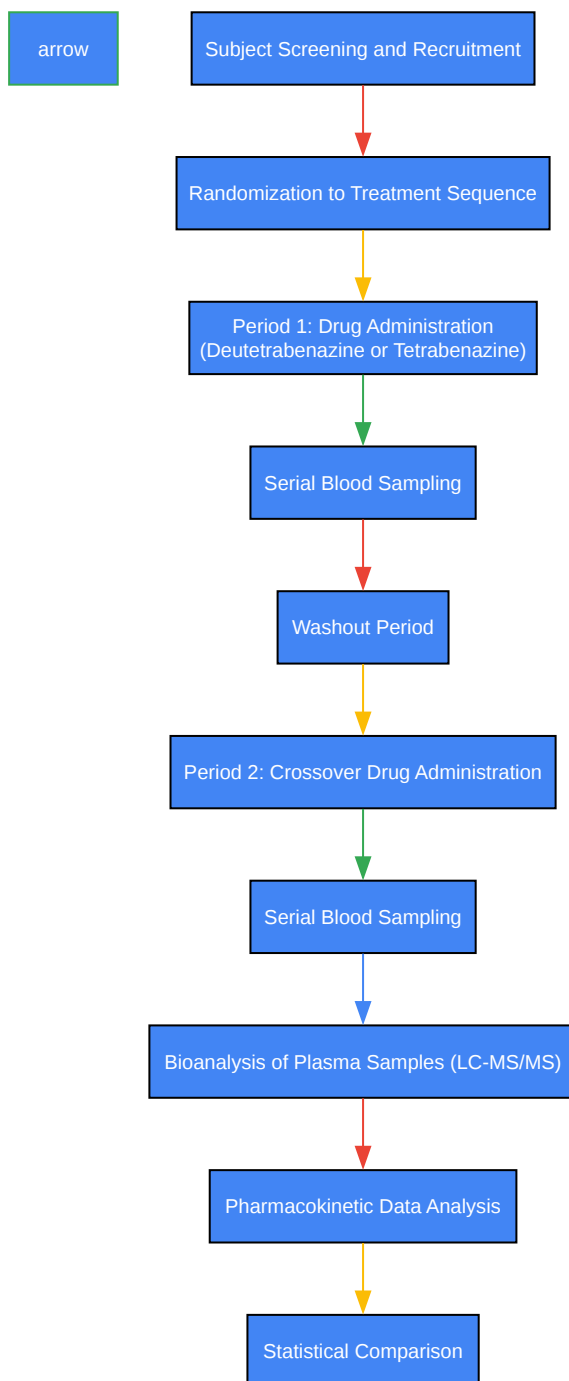 arrow
Subject Screening and Recruitment
Randomization to Treatment Sequence
Period 1: Drug Administration
(Deutetrabenazine or Tetrabenazine)
Serial Blood Sampling
Washout Period
Period 2: Crossover Drug Administration
Serial Blood Sampling
Bioanalysis of Plasma Samples (LC-MS/MS)
Pharmacokinetic Data Analysis
Statistical Comparison